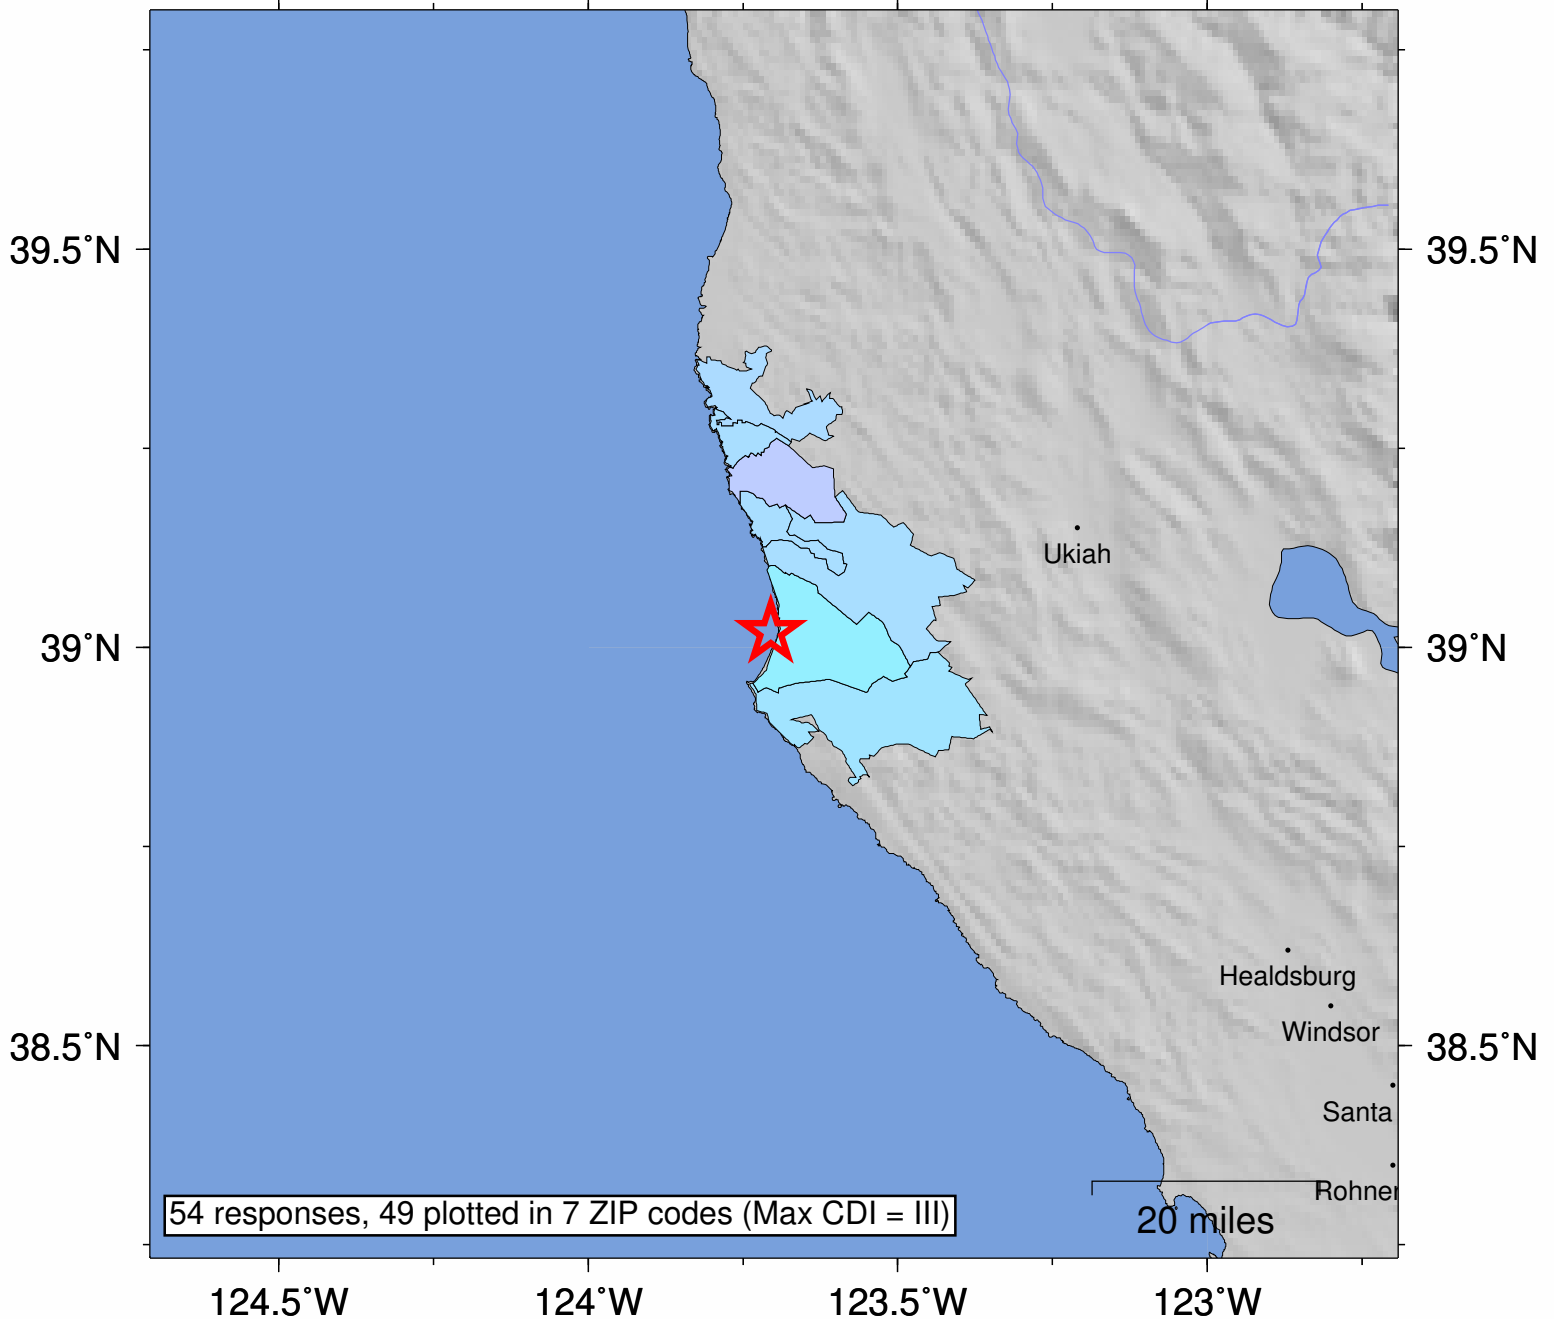 39.5˚N
39.5˚N
Ukiah
39˚N
39˚N
Healdsburg
Windsor
38.5˚N
38.5˚N
Santa
Rohner
54 responses, 49 plotted in 7 ZIP codes (Max CDI = III)
20 miles
124.5˚W
124˚W
123.5˚W
123˚W